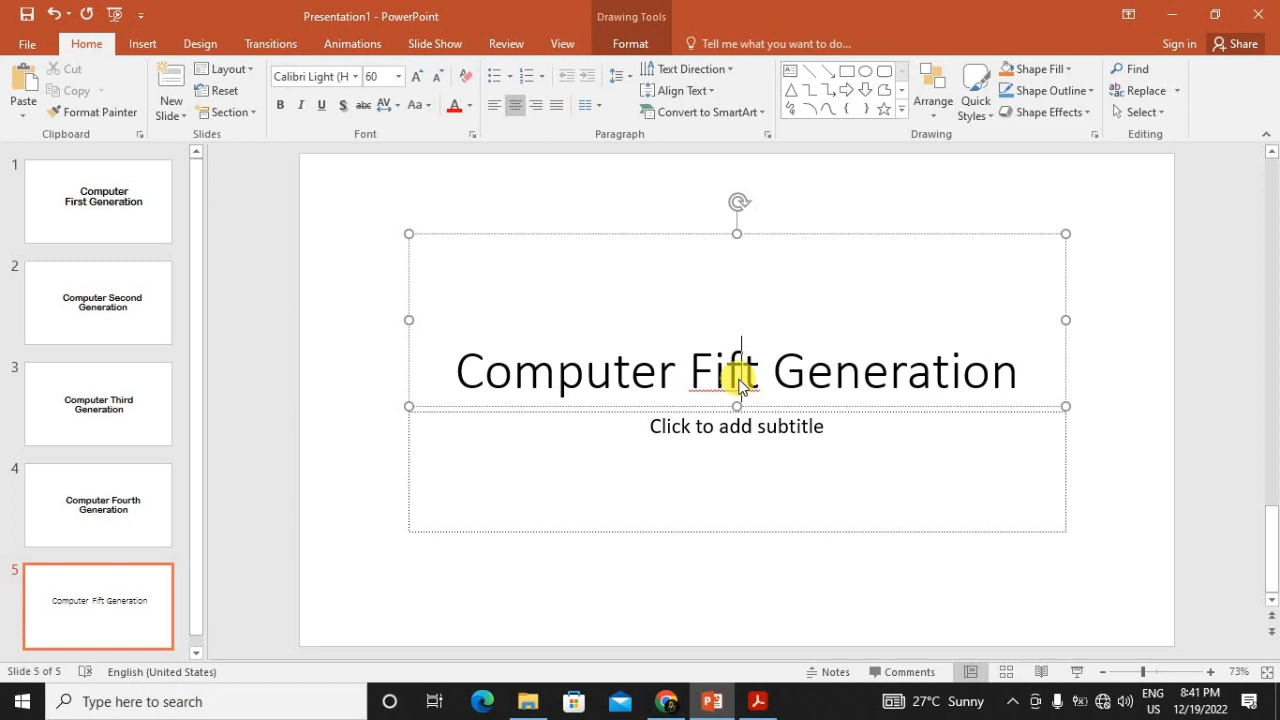 Presentation1 - PowerPoint
Drawing Tools
File
Home
Insert
Design
Transitions
Animations
Slide Show
Review
View
Format
Tell me what you want to do...
Sign in
Share
Paste
Cut
Copy
Format Painter
Clipboard
New Slide
Layout
Reset
Section
Slides
Calibri Light (H
60
B I U S abc AV Aa A
Font
Text Direction
Align Text
Convert to SmartArt
Paragraph
Arrange
Quick Styles
Shape Fill
Shape Outline
Shape Effects
Drawing
Find
Replace
Select
Editing
1
Computer
First Generation
2
Computer Second
Generation
3
Computer Third
Generation
4
Computer Fourth
Generation
5
Computer Fift Generation
Computer Fift Generation
Click to add subtitle
Slide 5 of 5
English (United States)
Notes
Comments
73%
Type here to search
27°C Sunny
ENG
US
8:41 PM
12/19/2022